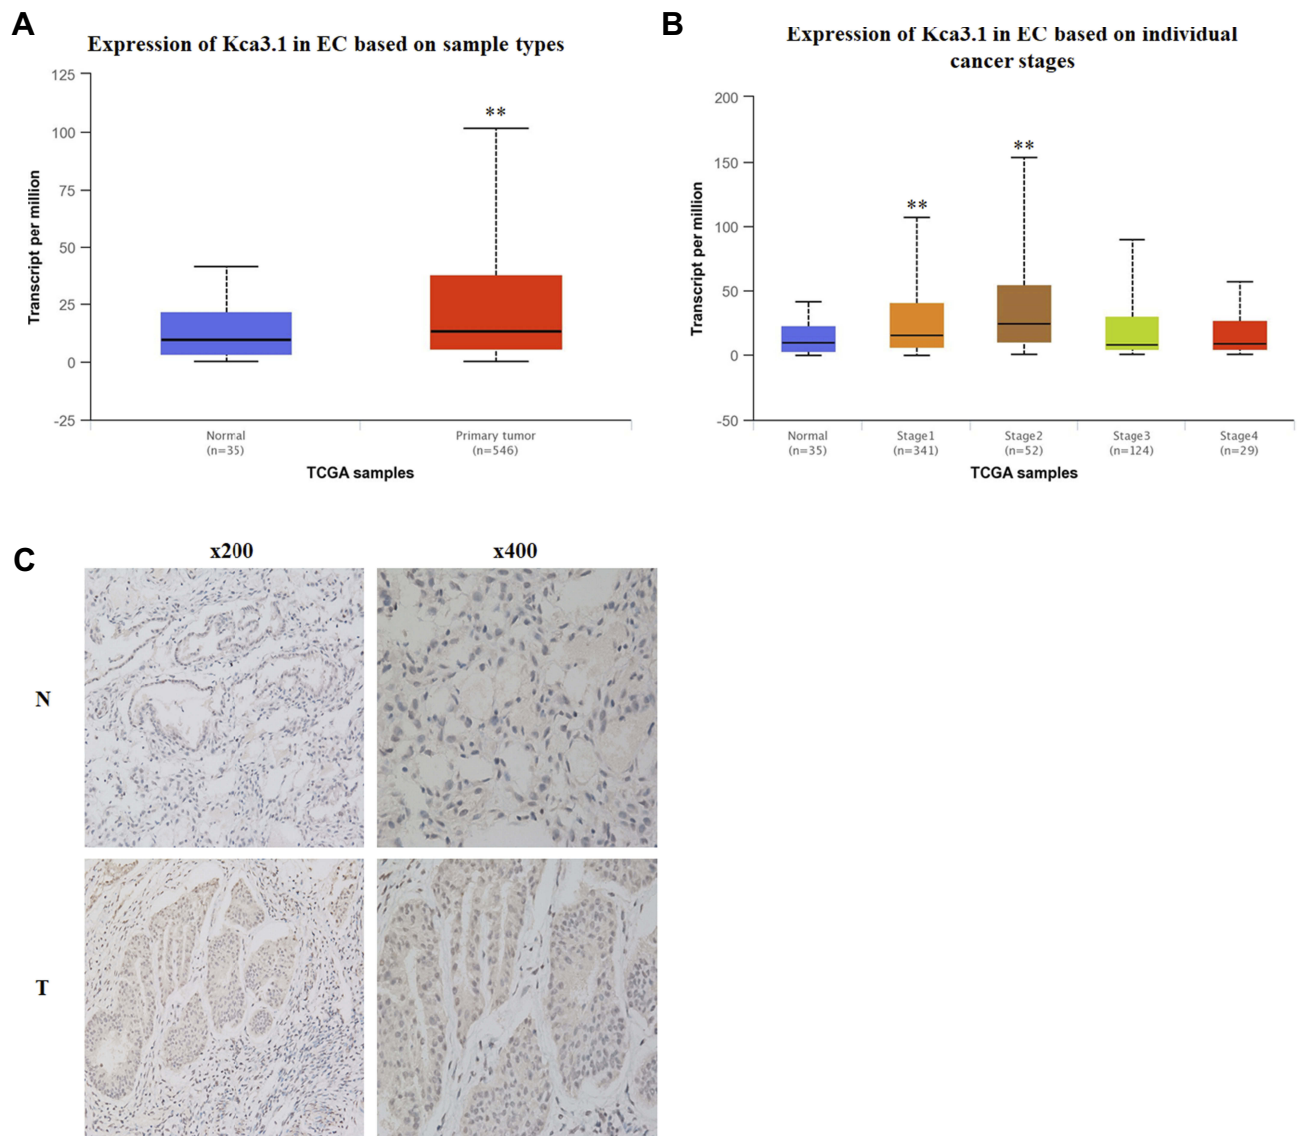 A
Expression of Kca3.1 in EC based on sample types
125
100
75
50
25
0
-25
Transcript per million
**
Normal
(n=35)
Primary tumor
(n=546)
TCGA samples
B
Expression of Kca3.1 in EC based on individual
cancer stages
200
150
100
50
0
-50
Transcript per million
**
**
Normal
(n=35)
Stage1
(n=341)
Stage2
(n=52)
Stage3
(n=124)
Stage4
(n=29)
TCGA samples
C
x200
x400
N
T